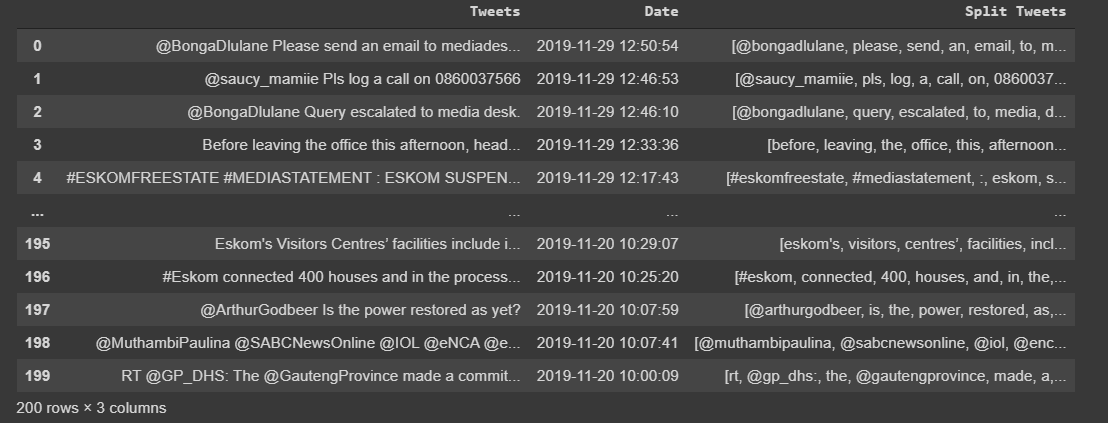 Tweets Date Split Tweets
0 @BongaDlulane Please send an email to mediades... 2019-11-29 12:50:54 [@bongadlulane, please, send, an, email, to, m...
1 @saucy_mamiie Pls log a call on 0860037566 2019-11-29 12:46:53 [@saucy_mamiie, pls, log, a, call, on, 0860037...
2 @BongaDlulane Query escalated to media desk. 2019-11-29 12:46:10 [@bongadlulane, query, escalated, to, media, d...
3 Before leaving the office this afternoon, head... 2019-11-29 12:33:36 [before, leaving, the, office, this, afternoon...
4 #ESKOMFREESTATE #MEDIASTATEMENT : ESKOM SUSPEN... 2019-11-29 12:17:43 [#eskomfreestate, #mediastatement, :, eskom, s...
... ... ... ...
195 Eskom's Visitors Centres’ facilities include i... 2019-11-20 10:29:07 [eskom's, visitors, centres’, facilities, incl...
196 #Eskom connected 400 houses and in the process... 2019-11-20 10:25:20 [#eskom, connected, 400, houses, and, in, the,...
197 @ArthurGodbeer Is the power restored as yet? 2019-11-20 10:07:59 [@arthurgodbeer, is, the, power, restored, as,...
198 @MuthambiPaulina @SABCNewsOnline @IOL @eNCA @e... 2019-11-20 10:07:41 [@muthambipaulina, @sabcnewsonline, @iol, @enc...
199 RT @GP_DHS: The @GautengProvince made a commit... 2019-11-20 10:00:09 [rt, @gp_dhs:, the, @gautengprovince, made, a,...
200 rows × 3 columns